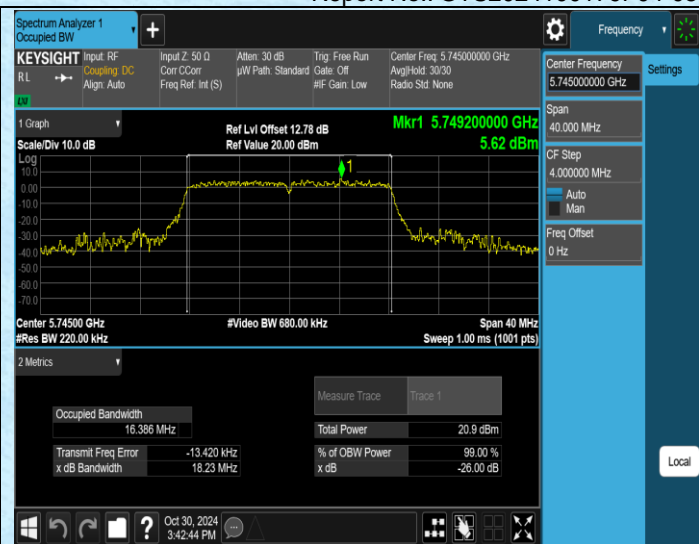 Spectrum Analyzer 1
Occupied BW
+
Frequency
KEYSIGHT
R L
LXI
Input: RF
Coupling: DC
Align: Auto
Input Z: 50 Ω
Corr CCorr
Freq Ref: Int (S)
Atten: 30 dB
µW Path: Standard
Trig: Free Run
Gate: Off
#IF Gain: Low
Center Freq: 5.745000000 GHz
Avg|Hold: 30/30
Radio Std: None
Center Frequency
5.745000000 GHz
Settings
Span
40.000 MHz
CF Step
4.000000 MHz
Auto
Man
Freq Offset
0 Hz
Local
1 Graph
Scale/Div 10.0 dB
Ref Lvl Offset 12.78 dB
Ref Value 20.00 dBm
Mkr1 5.749200000 GHz
5.62 dBm
Log
10.0
0.00
-10.0
-20.0
-30.0
-40.0
-50.0
-60.0
-70.0
1
Center 5.74500 GHz
#Res BW 220.00 kHz
#Video BW 680.00 kHz
Span 40 MHz
Sweep 1.00 ms (1001 pts)
2 Metrics
Measure Trace
Trace 1
Occupied Bandwidth
16.386 MHz
Total Power
20.9 dBm
Transmit Freq Error
-13.420 kHz
% of OBW Power
99.00 %
x dB Bandwidth
18.23 MHz
x dB
-26.00 dB
?
Oct 30, 2024
3:42:44 PM